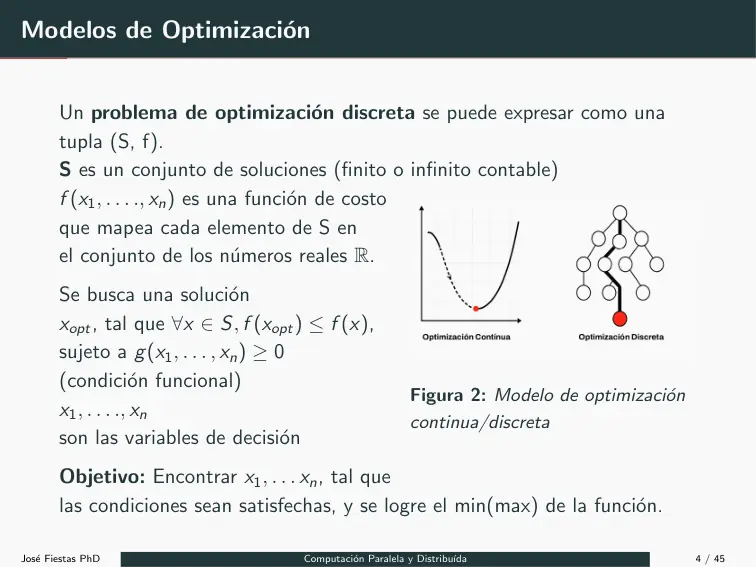 Modelos de Optimización
Un problema de optimización discreta se puede expresar como una
tupla (S, f).
S es un conjunto de soluciones (finito o infinito contable)
f(x₁, . . . ., xₙ) es una función de costo
que mapea cada elemento de S en
el conjunto de los números reales ℝ.
Se busca una solución
xₒₚₜ, tal que ∀x ∈ S, f(xₒₚₜ) ≤ f(x),
sujeto a g(x₁, . . . , xₙ) ≥ 0
(condición funcional)
x₁, . . . ., xₙ
son las variables de decisión
Optimización Contínua
Optimización Discreta
Figura 2: Modelo de optimización
continua/discreta
Objetivo: Encontrar x₁, . . . xₙ, tal que
las condiciones sean satisfechas, y se logre el min(max) de la función.
José Fiestas PhD
Computación Paralela y Distribuída
4 / 45